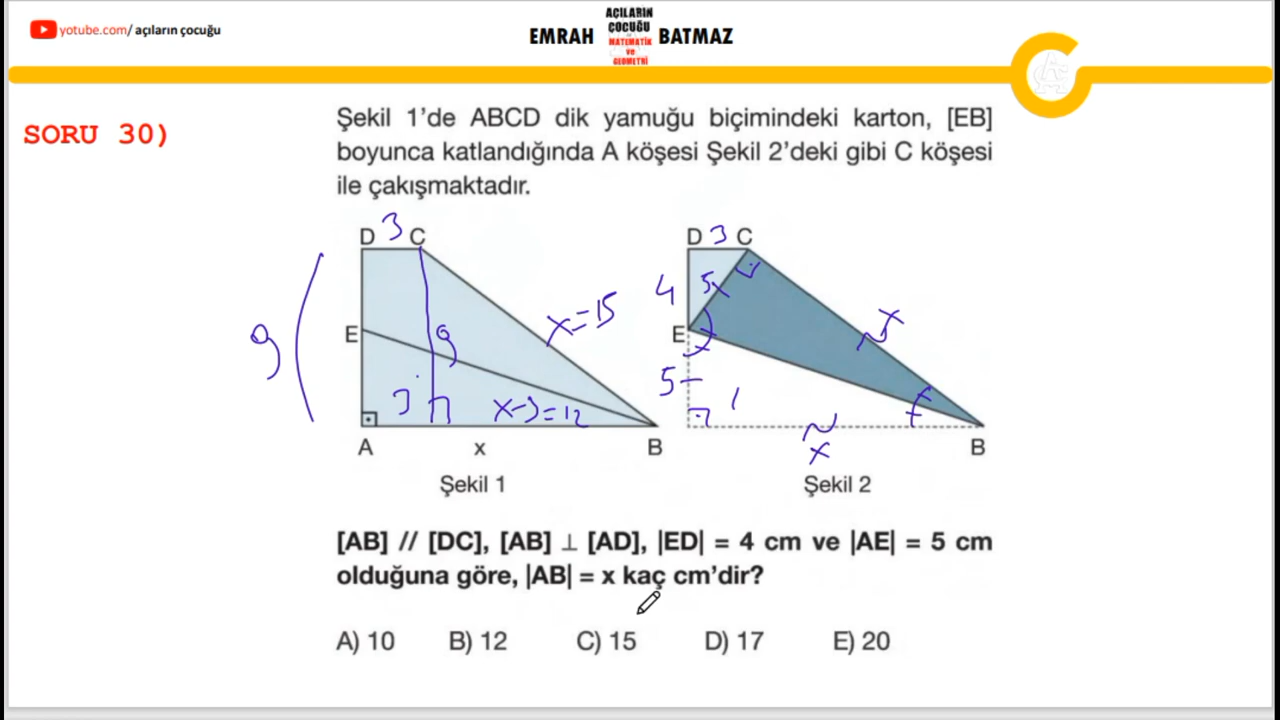 yotube.com/ açıların çocuğu
EMRAH AÇILARIN ÇOCUĞU MATEMATİK ve GEOMETRİ BATMAZ
SORU 30)
Şekil 1'de ABCD dik yamuğu biçimindeki karton, [EB]
boyunca katlandığında A köşesi Şekil 2'deki gibi C köşesi
ile çakışmaktadır.
D 3 C
E
9
9
x=15
3
x-3=12
A x B
Şekil 1
D 3 C
4 5
E
5
x
x
B
Şekil 2
[AB] // [DC], [AB] ⊥ [AD], |ED| = 4 cm ve |AE| = 5 cm
olduğuna göre, |AB| = x kaç cm'dir?
A) 10 B) 12 C) 15 D) 17 E) 20